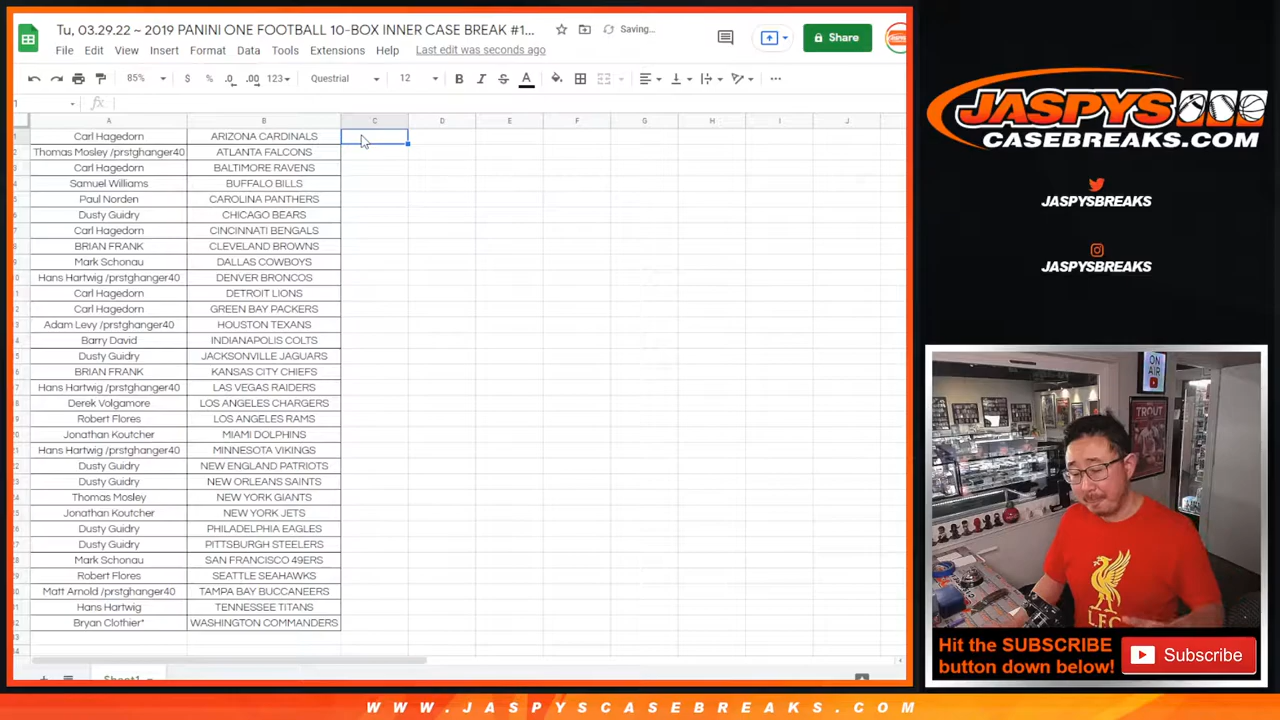 Tu, 03.29.22 ~ 2019 PANINI ONE FOOTBALL 10-BOX INNER CASE BREAK #1...
Saving...
File Edit View Insert Format Data Tools Extensions Help Last edit was seconds ago
Share
85% $ % .0 .00 123 Questrial 12 B I S A
fx
A B C D E F G H I J
Carl Hagedorn ARIZONA CARDINALS
Thomas Mosley /prstghanger40 ATLANTA FALCONS
Carl Hagedorn BALTIMORE RAVENS
Samuel Williams BUFFALO BILLS
Paul Norden CAROLINA PANTHERS
Dusty Guidry CHICAGO BEARS
Carl Hagedorn CINCINNATI BENGALS
BRIAN FRANK CLEVELAND BROWNS
Mark Schonau DALLAS COWBOYS
Hans Hartwig /prstghanger40 DENVER BRONCOS
Carl Hagedorn DETROIT LIONS
Carl Hagedorn GREEN BAY PACKERS
Adam Levy /prstghanger40 HOUSTON TEXANS
Barry David INDIANAPOLIS COLTS
Dusty Guidry JACKSONVILLE JAGUARS
BRIAN FRANK KANSAS CITY CHIEFS
Hans Hartwig /prstghanger40 LAS VEGAS RAIDERS
Derek Volgamore LOS ANGELES CHARGERS
Robert Flores LOS ANGELES RAMS
Jonathan Koutcher MIAMI DOLPHINS
Hans Hartwig /prstghanger40 MINNESOTA VIKINGS
Dusty Guidry NEW ENGLAND PATRIOTS
Dusty Guidry NEW ORLEANS SAINTS
Thomas Mosley NEW YORK GIANTS
Jonathan Koutcher NEW YORK JETS
Dusty Guidry PHILADELPHIA EAGLES
Dusty Guidry PITTSBURGH STEELERS
Mark Schonau SAN FRANCISCO 49ERS
Robert Flores SEATTLE SEAHAWKS
Matt Arnold /prstghanger40 TAMPA BAY BUCCANEERS
Hans Hartwig TENNESSEE TITANS
Bryan Clothier* WASHINGTON COMMANDERS
Sheet1
JASPYS
CASEBREAKS.COM
JASPYSBREAKS
JASPYSBREAKS
ON AIR
TROUT
LFC
Hit the SUBSCRIBE
button down below!
Subscribe
WWW.JASPYSCASEBREAKS.COM